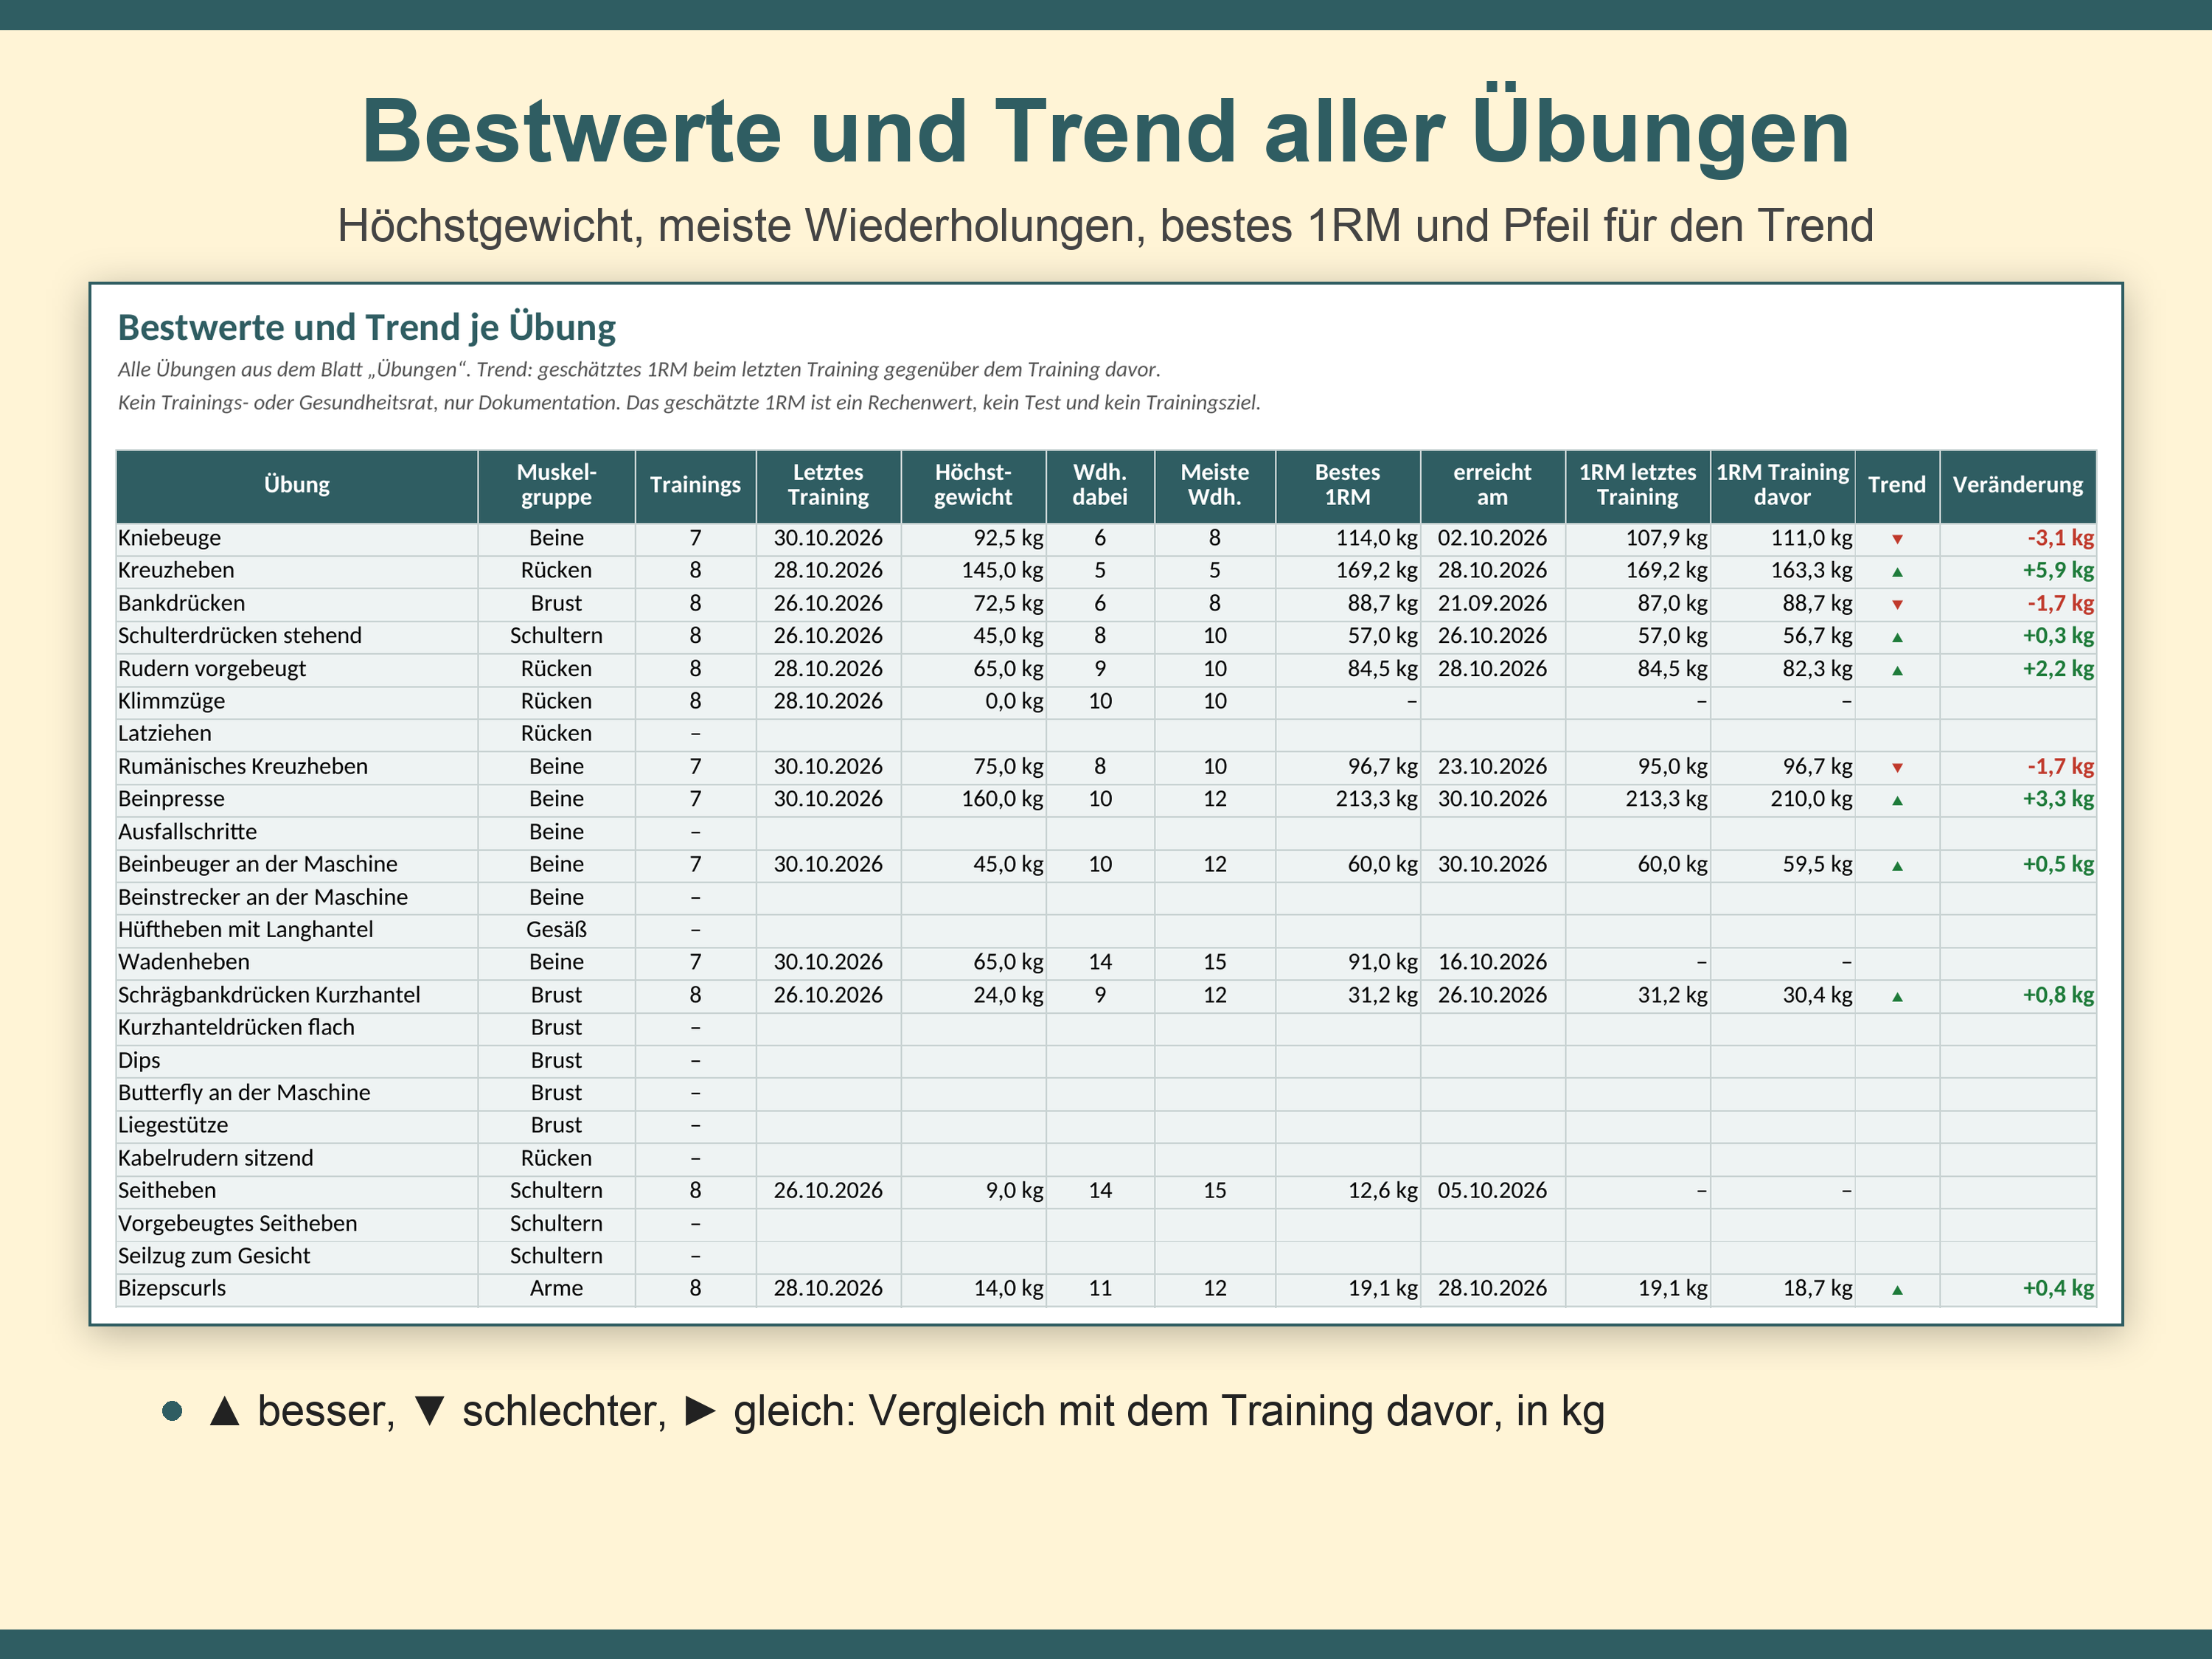 Bestwerte und Trend aller Übungen
Höchstgewicht, meiste Wiederholungen, bestes 1RM und Pfeil für den Trend
Bestwerte und Trend je Übung
Alle Übungen aus dem Blatt „Übungen“. Trend: geschätztes 1RM beim letzten Training gegenüber dem Training davor.
Kein Trainings- oder Gesundheitsrat, nur Dokumentation. Das geschätzte 1RM ist ein Rechenwert, kein Test und kein Trainingsziel.
Übung Muskel-gruppe Trainings Letztes Training Höchst-gewicht Wdh. dabei Meiste Wdh. Bestes 1RM erreicht am 1RM letztes Training 1RM Training davor Trend Veränderung
Kniebeuge Beine 7 30.10.2026 92,5 kg 6 8 114,0 kg 02.10.2026 107,9 kg 111,0 kg ▼ -3,1 kg
Kreuzheben Rücken 8 28.10.2026 145,0 kg 5 5 169,2 kg 28.10.2026 169,2 kg 163,3 kg ▲ +5,9 kg
Bankdrücken Brust 8 26.10.2026 72,5 kg 6 8 88,7 kg 21.09.2026 87,0 kg 88,7 kg ▼ -1,7 kg
Schulterdrücken stehend Schultern 8 26.10.2026 45,0 kg 8 10 57,0 kg 26.10.2026 57,0 kg 56,7 kg ▲ +0,3 kg
Rudern vorgebeugt Rücken 8 28.10.2026 65,0 kg 9 10 84,5 kg 28.10.2026 84,5 kg 82,3 kg ▲ +2,2 kg
Klimmzüge Rücken 8 28.10.2026 0,0 kg 10 10 – – –
Latziehen Rücken –
Rumänisches Kreuzheben Beine 7 30.10.2026 75,0 kg 8 10 96,7 kg 23.10.2026 95,0 kg 96,7 kg ▼ -1,7 kg
Beinpresse Beine 7 30.10.2026 160,0 kg 10 12 213,3 kg 30.10.2026 213,3 kg 210,0 kg ▲ +3,3 kg
Ausfallschritte Beine –
Beinbeuger an der Maschine Beine 7 30.10.2026 45,0 kg 10 12 60,0 kg 30.10.2026 60,0 kg 59,5 kg ▲ +0,5 kg
Beinstrecker an der Maschine Beine –
Hüftheben mit Langhantel Gesäß –
Wadenheben Beine 7 30.10.2026 65,0 kg 14 15 91,0 kg 16.10.2026 – –
Schrägbankdrücken Kurzhantel Brust 8 26.10.2026 24,0 kg 9 12 31,2 kg 26.10.2026 31,2 kg 30,4 kg ▲ +0,8 kg
Kurzhanteldrücken flach Brust –
Dips Brust –
Butterfly an der Maschine Brust –
Liegestütze Brust –
Kabelrudern sitzend Rücken –
Seitheben Schultern 8 26.10.2026 9,0 kg 14 15 12,6 kg 05.10.2026 – –
Vorgebeugtes Seitheben Schultern –
Seilzug zum Gesicht Schultern –
Bizepscurls Arme 8 28.10.2026 14,0 kg 11 12 19,1 kg 28.10.2026 19,1 kg 18,7 kg ▲ +0,4 kg
● ▲ besser, ▼ schlechter, ► gleich: Vergleich mit dem Training davor, in kg